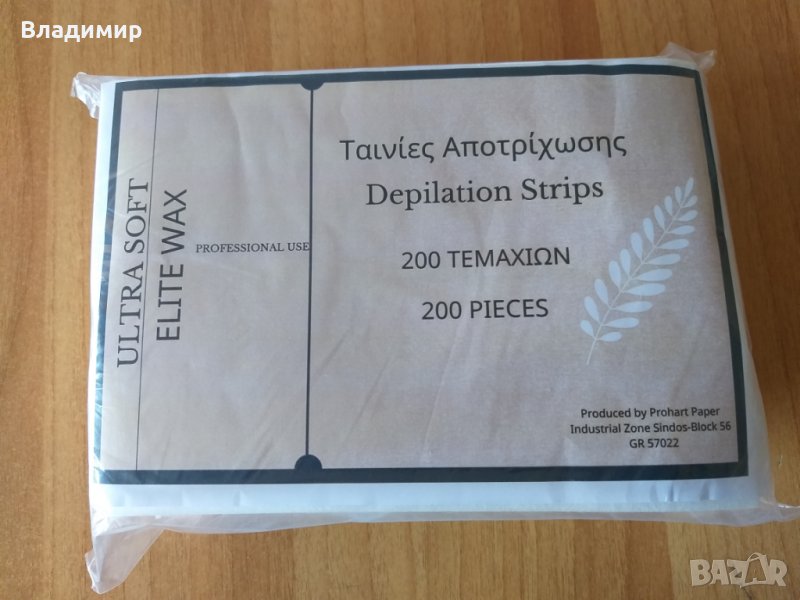 Владимир
ULTRA SOFT
ELITE WAX
PROFESSIONAL USE
Ταινίες Αποτρίχωσης
Depilation Strips
200 ΤΕΜΑΧΙΩΝ
200 PIECES
Produced by Prohart Paper
Industrial Zone Sindos-Block 56
GR 57022
BAZAR